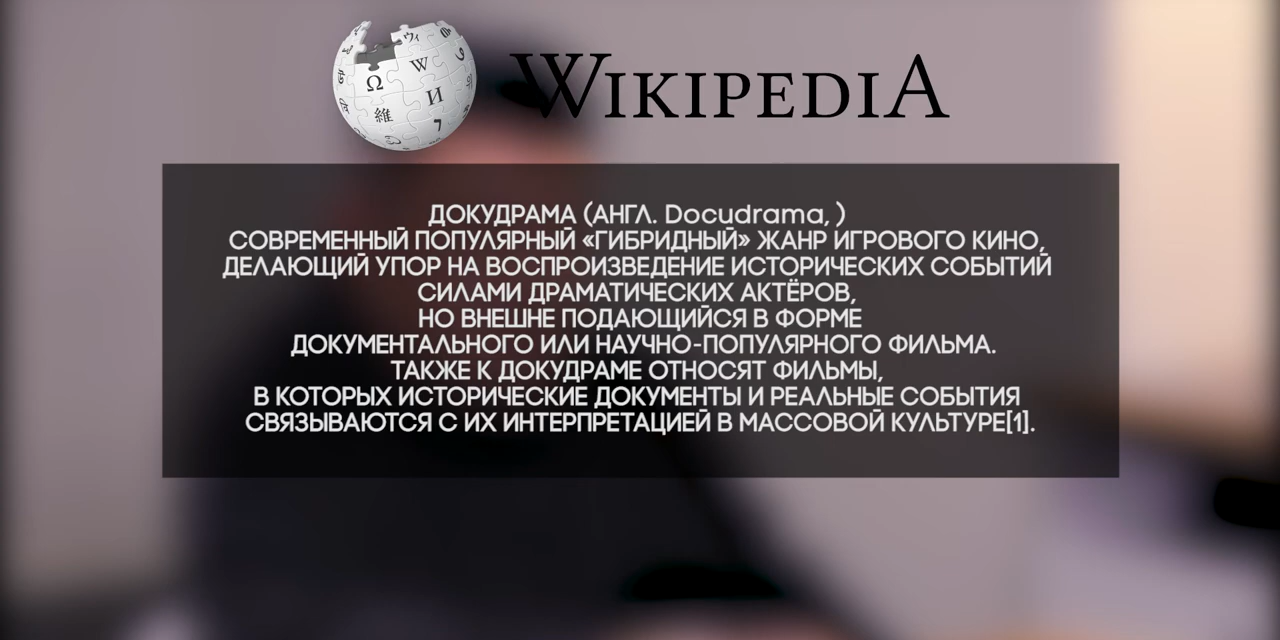 WIKIPEDIA
ДОКУДРАМА (АНГЛ. Docudrama, )
СОВРЕМЕННЫЙ ПОПУЛЯРНЫЙ «ГИБРИДНЫЙ» ЖАНР ИГРОВОГО КИНО,
ДЕЛАЮЩИЙ УПОР НА ВОСПРОИЗВЕДЕНИЕ ИСТОРИЧЕСКИХ СОБЫТИЙ
СИЛАМИ ДРАМАТИЧЕСКИХ АКТЁРОВ,
НО ВНЕШНЕ ПОДАЮЩИЙСЯ В ФОРМЕ
ДОКУМЕНТАЛЬНОГО ИЛИ НАУЧНО-ПОПУЛЯРНОГО ФИЛЬМА.
ТАКЖЕ К ДОКУДРАМЕ ОТНОСЯТ ФИЛЬМЫ,
В КОТОРЫХ ИСТОРИЧЕСКИЕ ДОКУМЕНТЫ И РЕАЛЬНЫЕ СОБЫТИЯ
СВЯЗЫВАЮТСЯ С ИХ ИНТЕРПРЕТАЦИЕЙ В МАССОВОЙ КУЛЬТУРЕ[1].